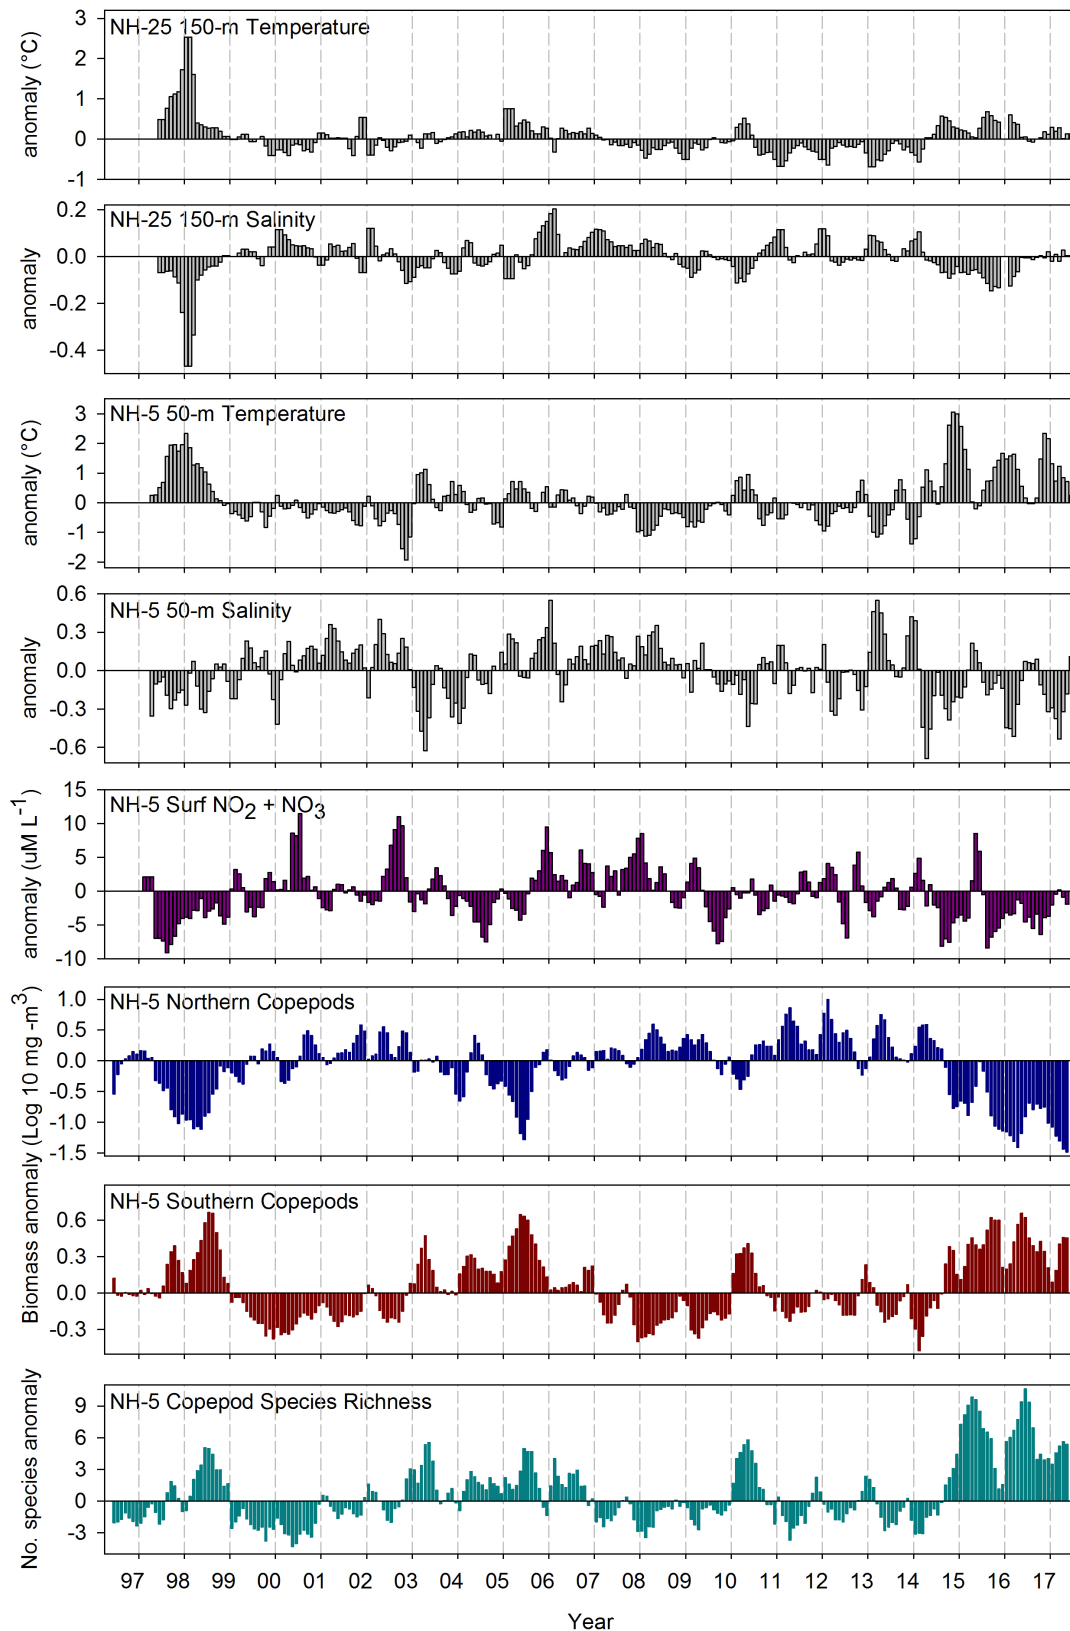 NH-25 150-m Temperature
anomaly (°C)
3
2
1
0
-1
NH-25 150-m Salinity
anomaly
0.2
0.0
-0.2
-0.4
NH-5 50-m Temperature
anomaly (°C)
3
2
1
0
-1
-2
NH-5 50-m Salinity
anomaly
0.6
0.3
0.0
-0.3
-0.6
NH-5 Surf NO2 + NO3
anomaly (uM L-1)
15
10
5
0
-5
-10
NH-5 Northern Copepods
Biomass anomaly (Log 10 mg -m3)
1.0
0.5
0.0
-0.5
-1.0
-1.5
NH-5 Southern Copepods
0.6
0.3
0.0
-0.3
NH-5 Copepod Species Richness
No. species anomaly
9
6
3
0
-3
97 98 99 00 01 02 03 04 05 06 07 08 09 10 11 12 13 14 15 16 17
Year